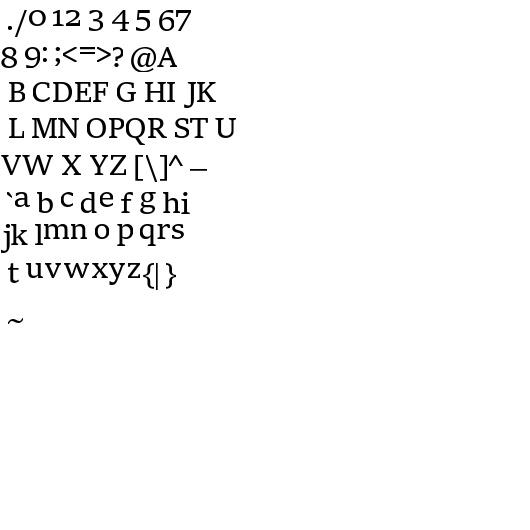 ./0 12 3 4 5 67
8 9: ;<=>? @A
B CDEF G HI JK
L MN OPQR ST U
VW X YZ [\]^ _
`a b c de f g hi
jk lmn o p qrs
t uvwxyz{|}
~